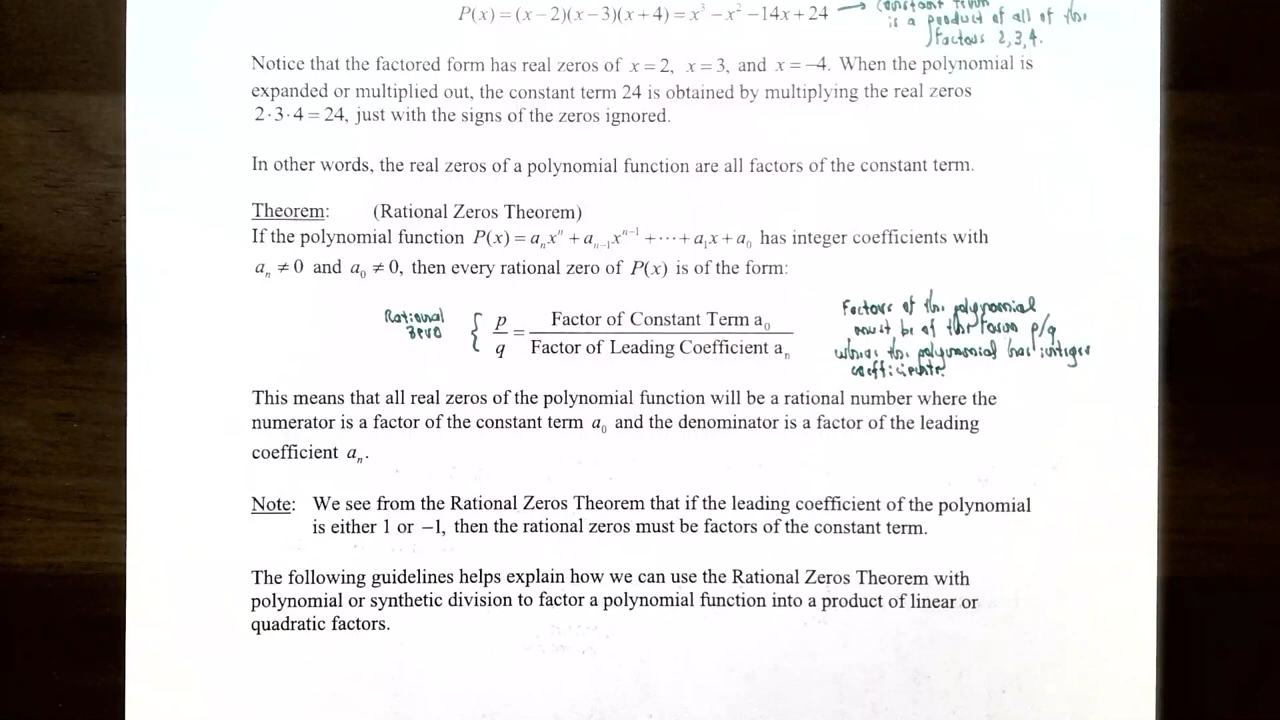 P(x) = (x − 2)(x − 3)(x + 4) = x³ − x² − 14x + 24 → Constant term
is a product of all of the
factors 2,3,4.
Notice that the factored form has real zeros of x = 2, x = 3, and x = −4. When the polynomial is
expanded or multiplied out, the constant term 24 is obtained by multiplying the real zeros
2·3·4 = 24, just with the signs of the zeros ignored.
In other words, the real zeros of a polynomial function are all factors of the constant term.
Theorem: (Rational Zeros Theorem)
If the polynomial function P(x) = aₙxⁿ + aₙ₋₁xⁿ⁻¹ + ⋯ + a₁x + a₀ has integer coefficients with
aₙ ≠ 0 and a₀ ≠ 0, then every rational zero of P(x) is of the form:
Rational
zero
{ p/q = Factor of Constant Term a₀ / Factor of Leading Coefficient aₙ
Factors of the polynomial
must be of the form p/q
the polynomial has integer
coefficients.
This means that all real zeros of the polynomial function will be a rational number where the
numerator is a factor of the constant term a₀ and the denominator is a factor of the leading
coefficient aₙ.
Note: We see from the Rational Zeros Theorem that if the leading coefficient of the polynomial
is either 1 or −1, then the rational zeros must be factors of the constant term.
The following guidelines helps explain how we can use the Rational Zeros Theorem with
polynomial or synthetic division to factor a polynomial function into a product of linear or
quadratic factors.